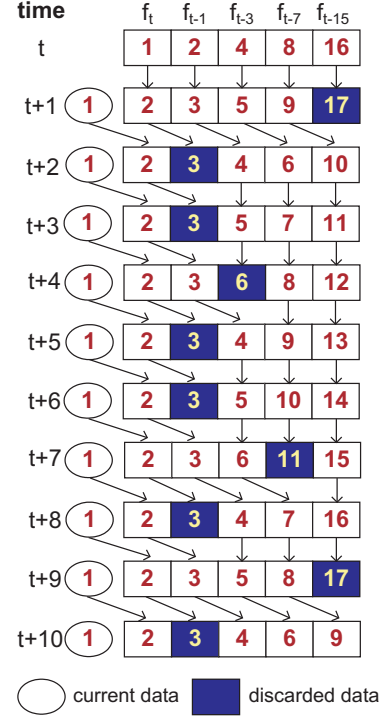 time f_t f_{t-1} f_{t-3} f_{t-7} f_{t-15}
t 1 2 4 8 16
t+1 1 2 3 5 9 17
t+2 1 2 3 4 6 10
t+3 1 2 3 5 7 11
t+4 1 2 3 6 8 12
t+5 1 2 3 4 9 13
t+6 1 2 3 5 10 14
t+7 1 2 3 6 11 15
t+8 1 2 3 4 7 16
t+9 1 2 3 5 8 17
t+10 1 2 3 4 6 9
current data discarded data